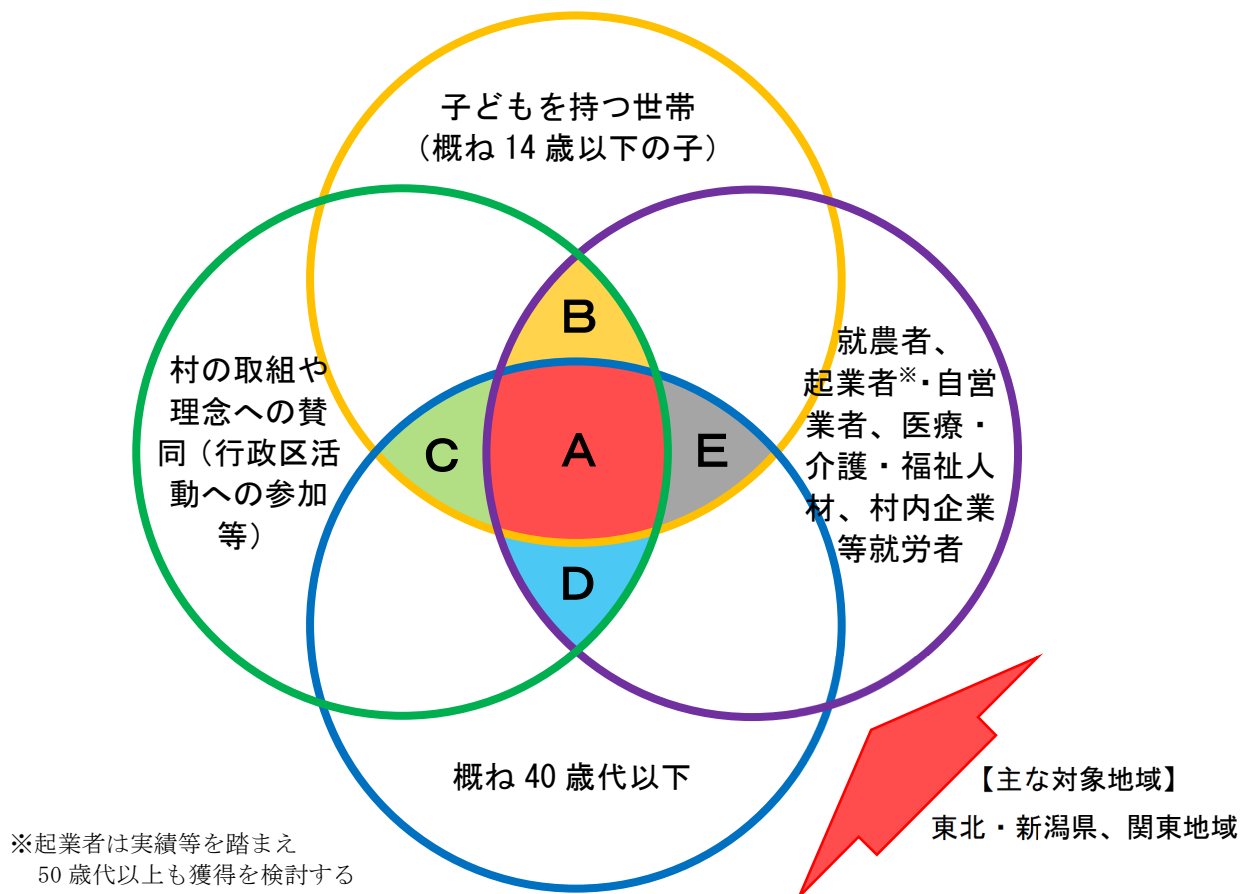 子どもを持つ世帯
（概ね 14 歳以下の子）
村の取組や
理念への賛
同（行政区活
動への参加
等）
B
C
A
E
D
就農者、
起業者※・自営
業者、医療・
介護・福祉人
材、村内企業
等就労者
概ね 40 歳代以下
【主な対象地域】
東北・新潟県、関東地域
※起業者は実績等を踏まえ
50 歳代以上も獲得を検討する